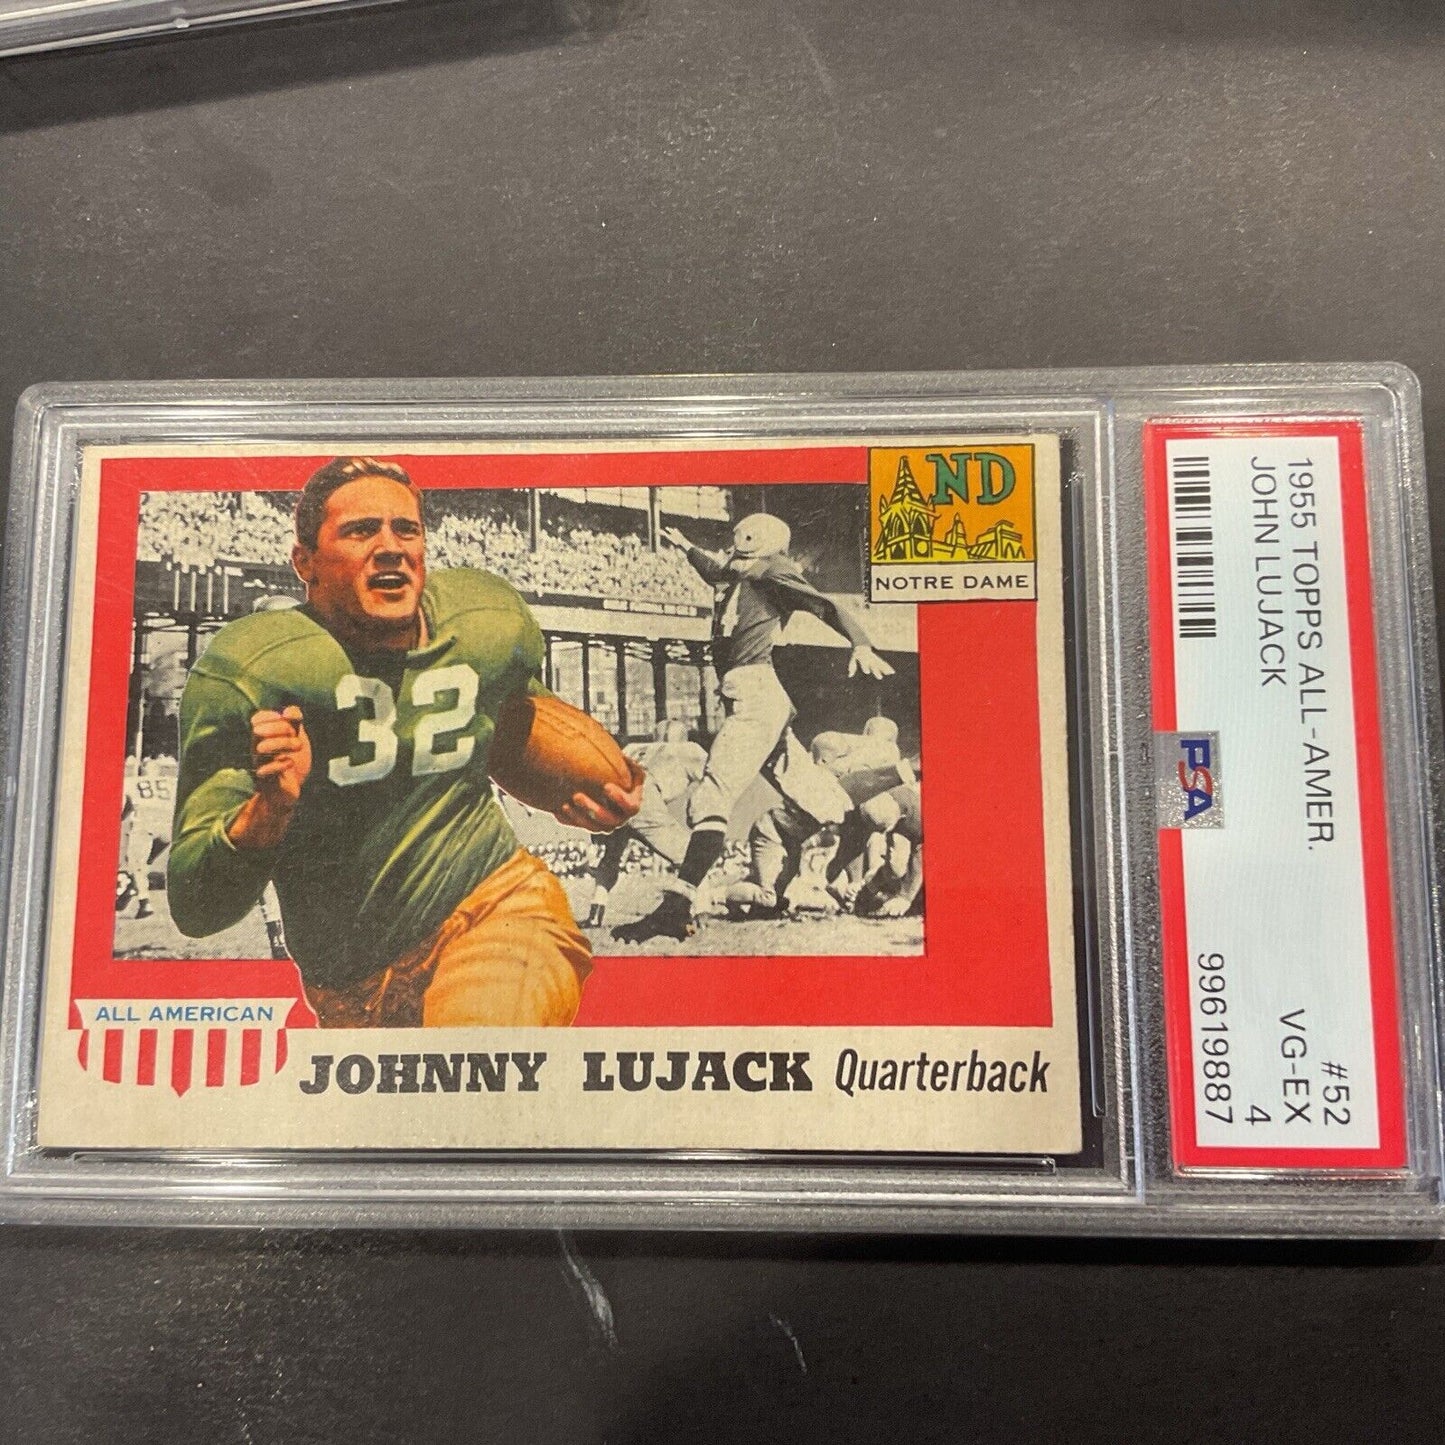 ND
NOTRE DAME
32
85
ALL AMERICAN
JOHNNY LUJACK Quarterback
1955 TOPPS ALL-AMER. #52
JOHN LUJACK VG-EX
4
PSA 99619887